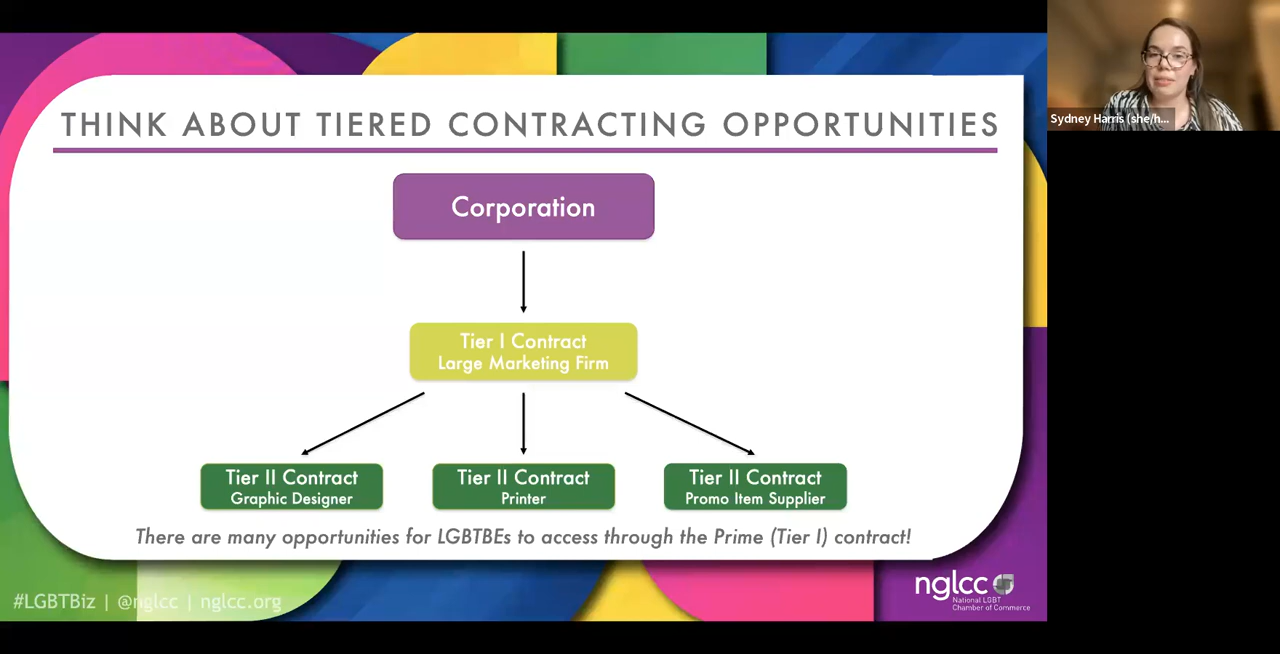 THINK ABOUT TIERED CONTRACTING OPPORTUNITIES
Corporation
Tier I Contract
Large Marketing Firm
Tier II Contract
Graphic Designer
Tier II Contract
Printer
Tier II Contract
Promo Item Supplier
There are many opportunities for LGBTBEs to access through the Prime (Tier I) contract!
#LGBTBiz | @nglcc | nglcc.org
nglcc
National LGBT
Chamber of Commerce
Sydney Harris (she/h...